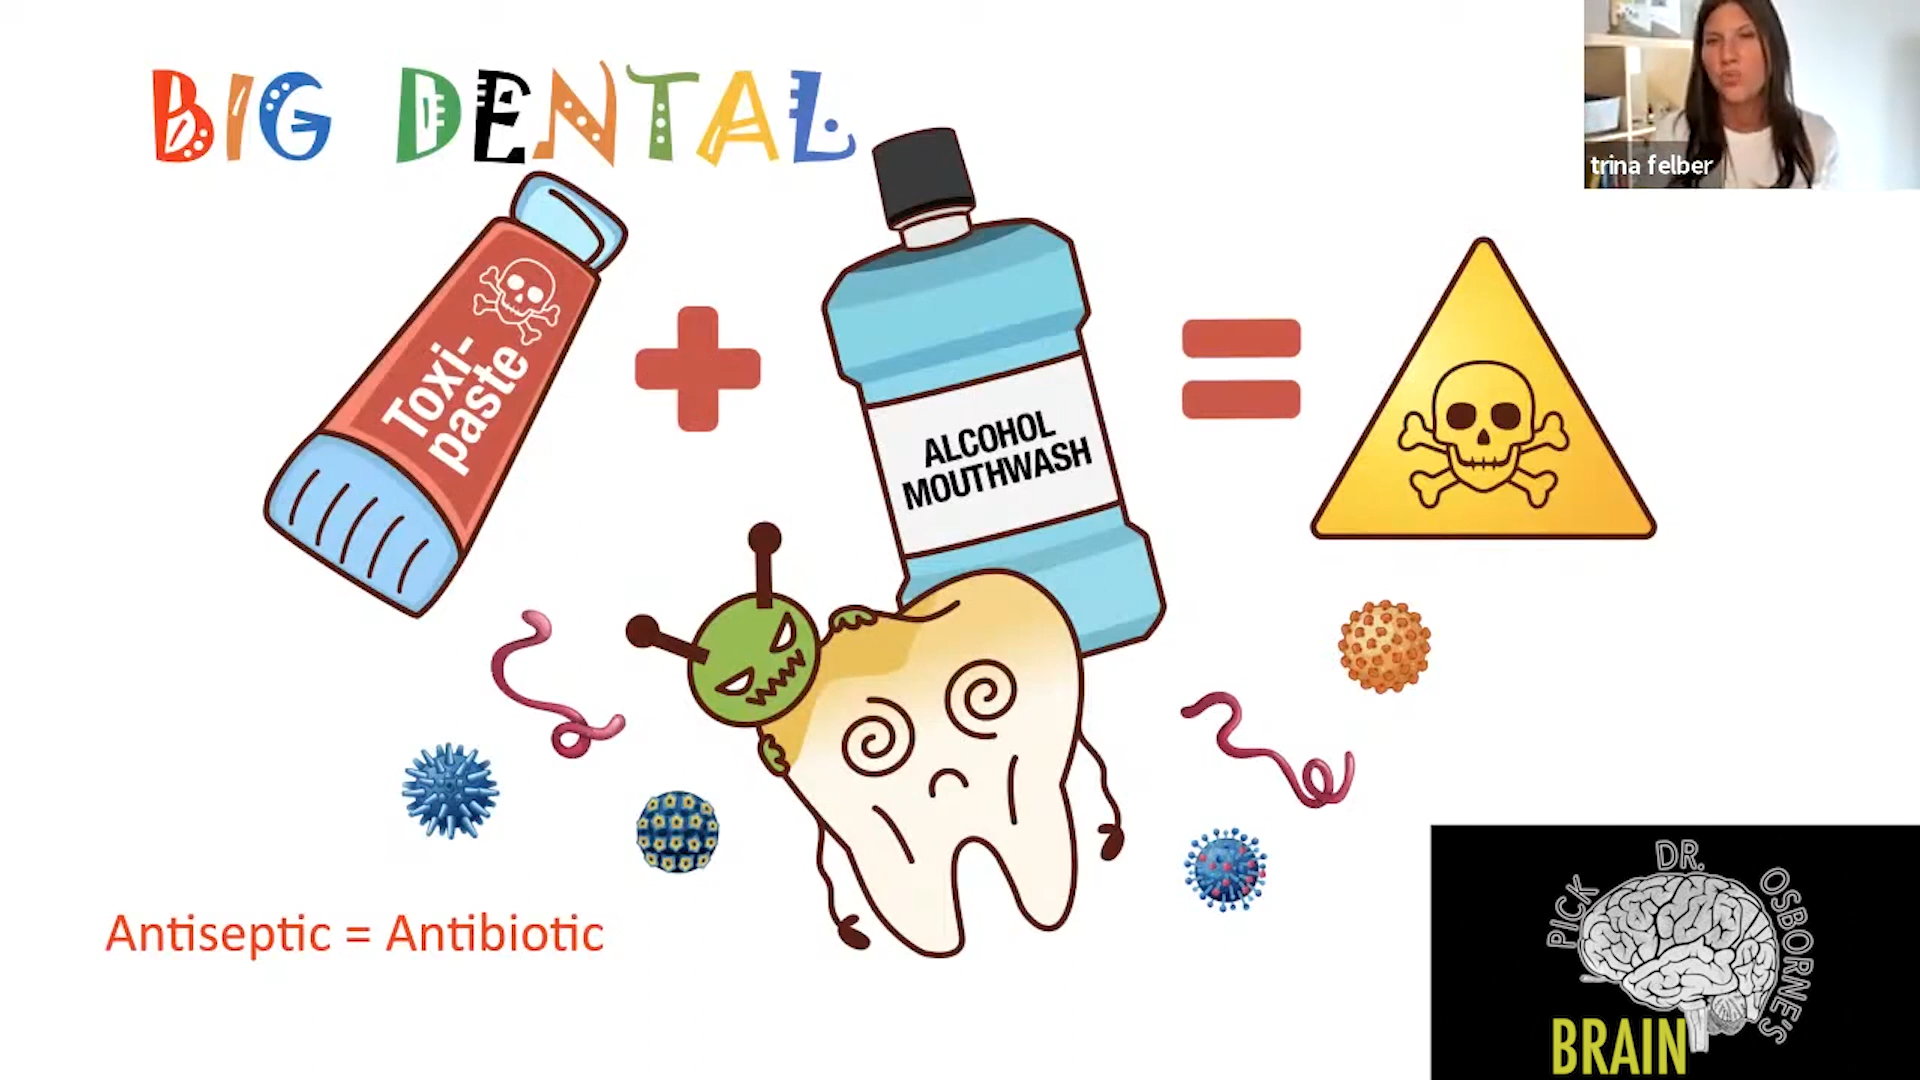 BIG DENTAL
trina felber
Toxi-
paste
ALCOHOL
MOUTHWASH
Antiseptic = Antibiotic
PICK DR. OSBORNE'S
BRAIN